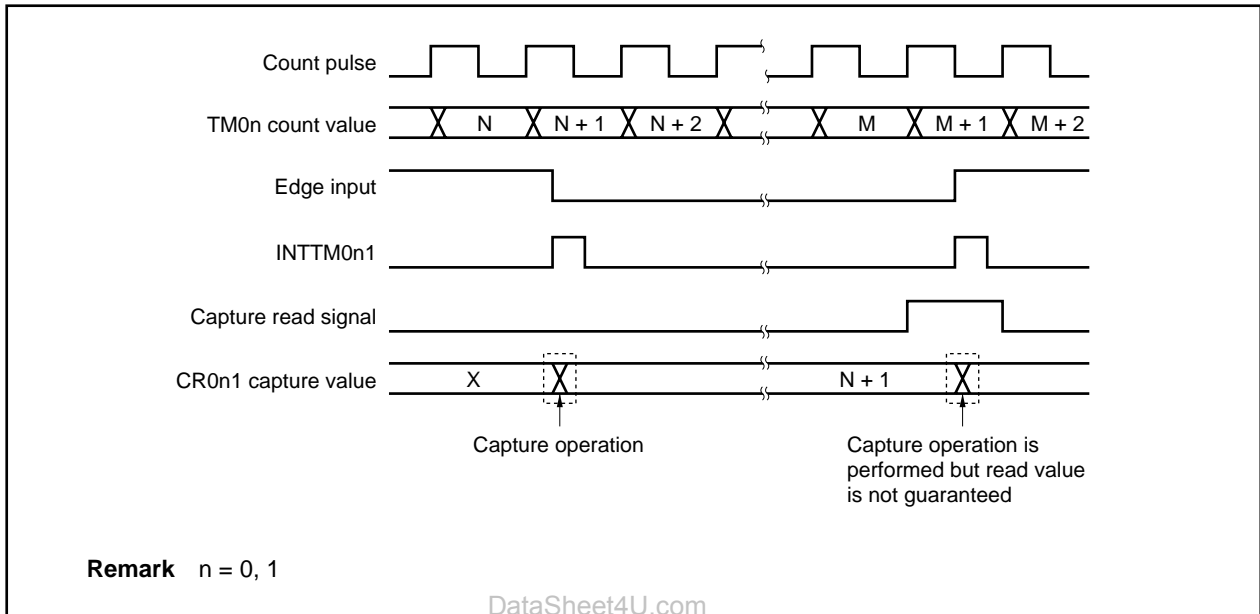 Count pulse
TM0n count value N N + 1 N + 2 M M + 1 M + 2
Edge input
INTTM0n1
Capture read signal
CR0n1 capture value X N + 1
Capture operation
Capture operation is
performed but read value
is not guaranteed
Remark n = 0, 1
DataSheet4U.com